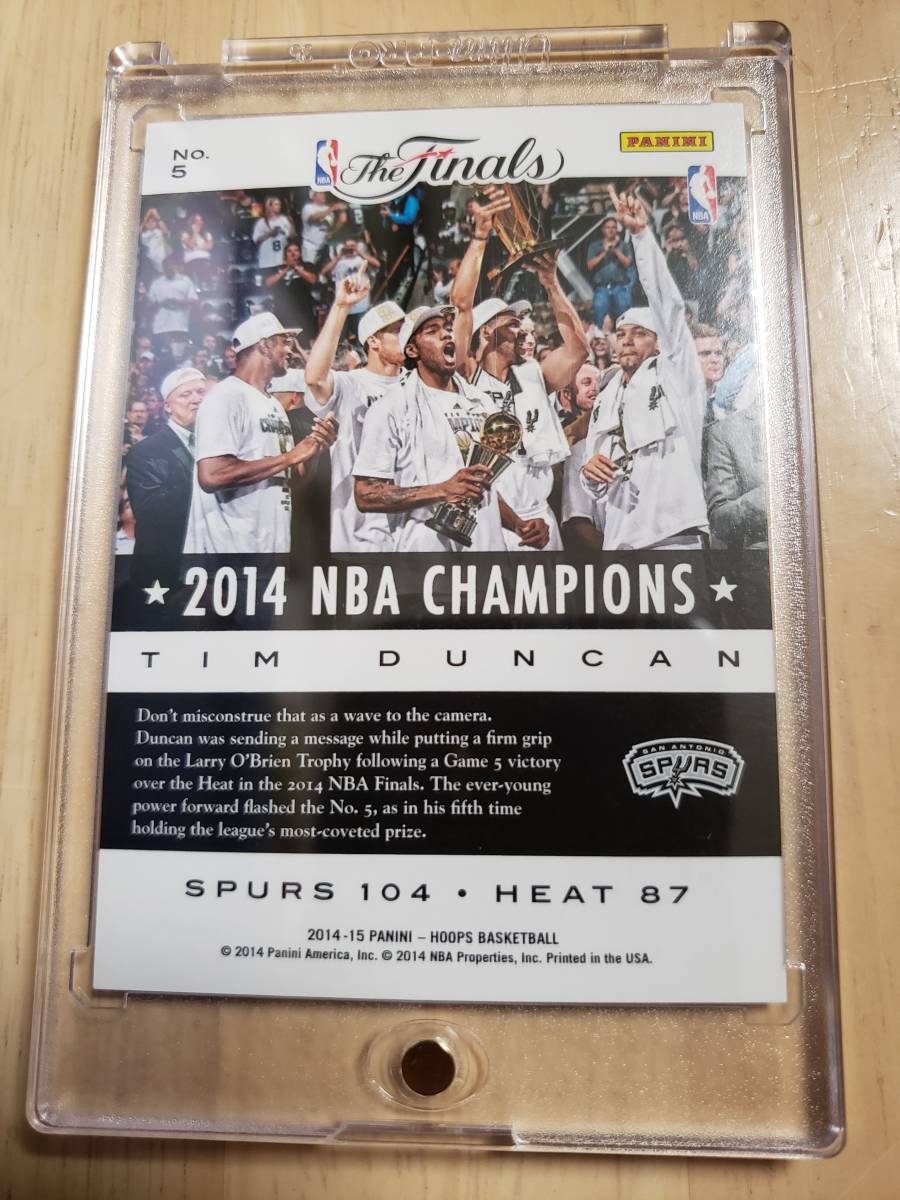 ULTRA·PRO
No.
5
NBA
The Finals
PANINI
NBA
★ 2014 NBA CHAMPIONS ★
TIM DUNCAN
Don't misconstrue that as a wave to the camera.
Duncan was sending a message while putting a firm grip
on the Larry O'Brien Trophy following a Game 5 victory
over the Heat in the 2014 NBA Finals. The ever-young
power forward flashed the No. 5, as in his fifth time
holding the league's most-coveted prize.
SAN ANTONIO
SPURS
SPURS 104 • HEAT 87
2014-15 PANINI – HOOPS BASKETBALL
© 2014 Panini America, Inc. © 2014 NBA Properties, Inc. Printed in the USA.